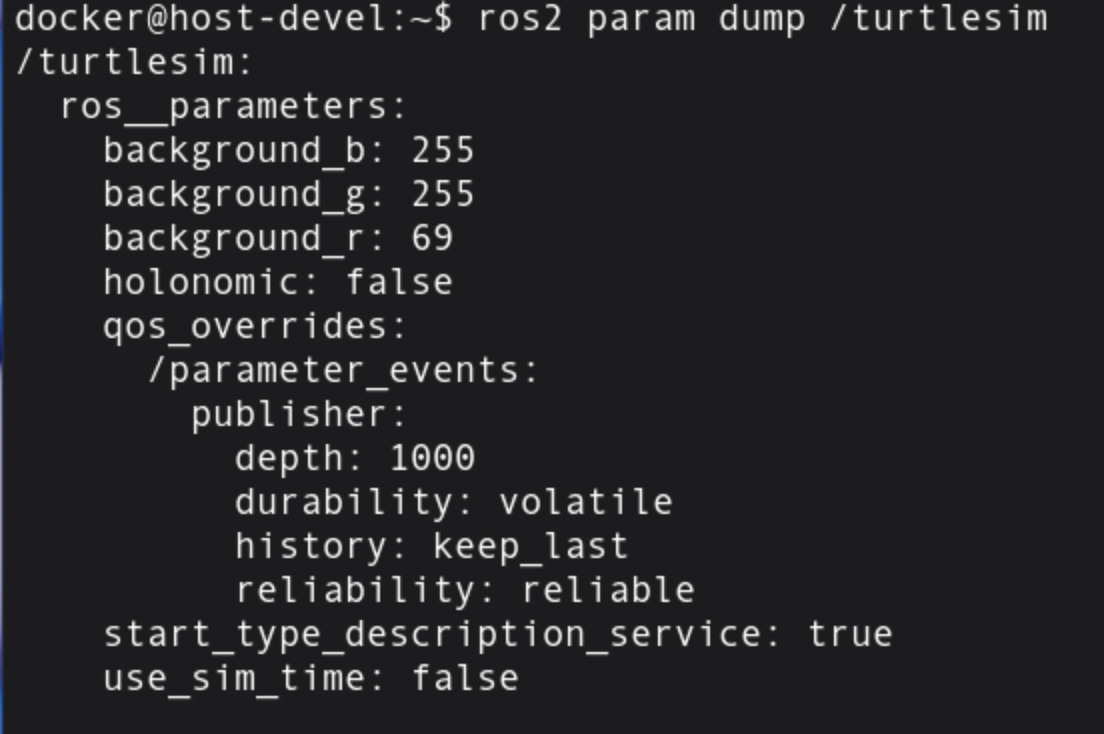 docker@host-devel:~$ ros2 param dump /turtlesim
/turtlesim:
  ros__parameters:
    background_b: 255
    background_g: 255
    background_r: 69
    holonomic: false
    qos_overrides:
      /parameter_events:
        publisher:
          depth: 1000
          durability: volatile
          history: keep_last
          reliability: reliable
    start_type_description_service: true
    use_sim_time: false